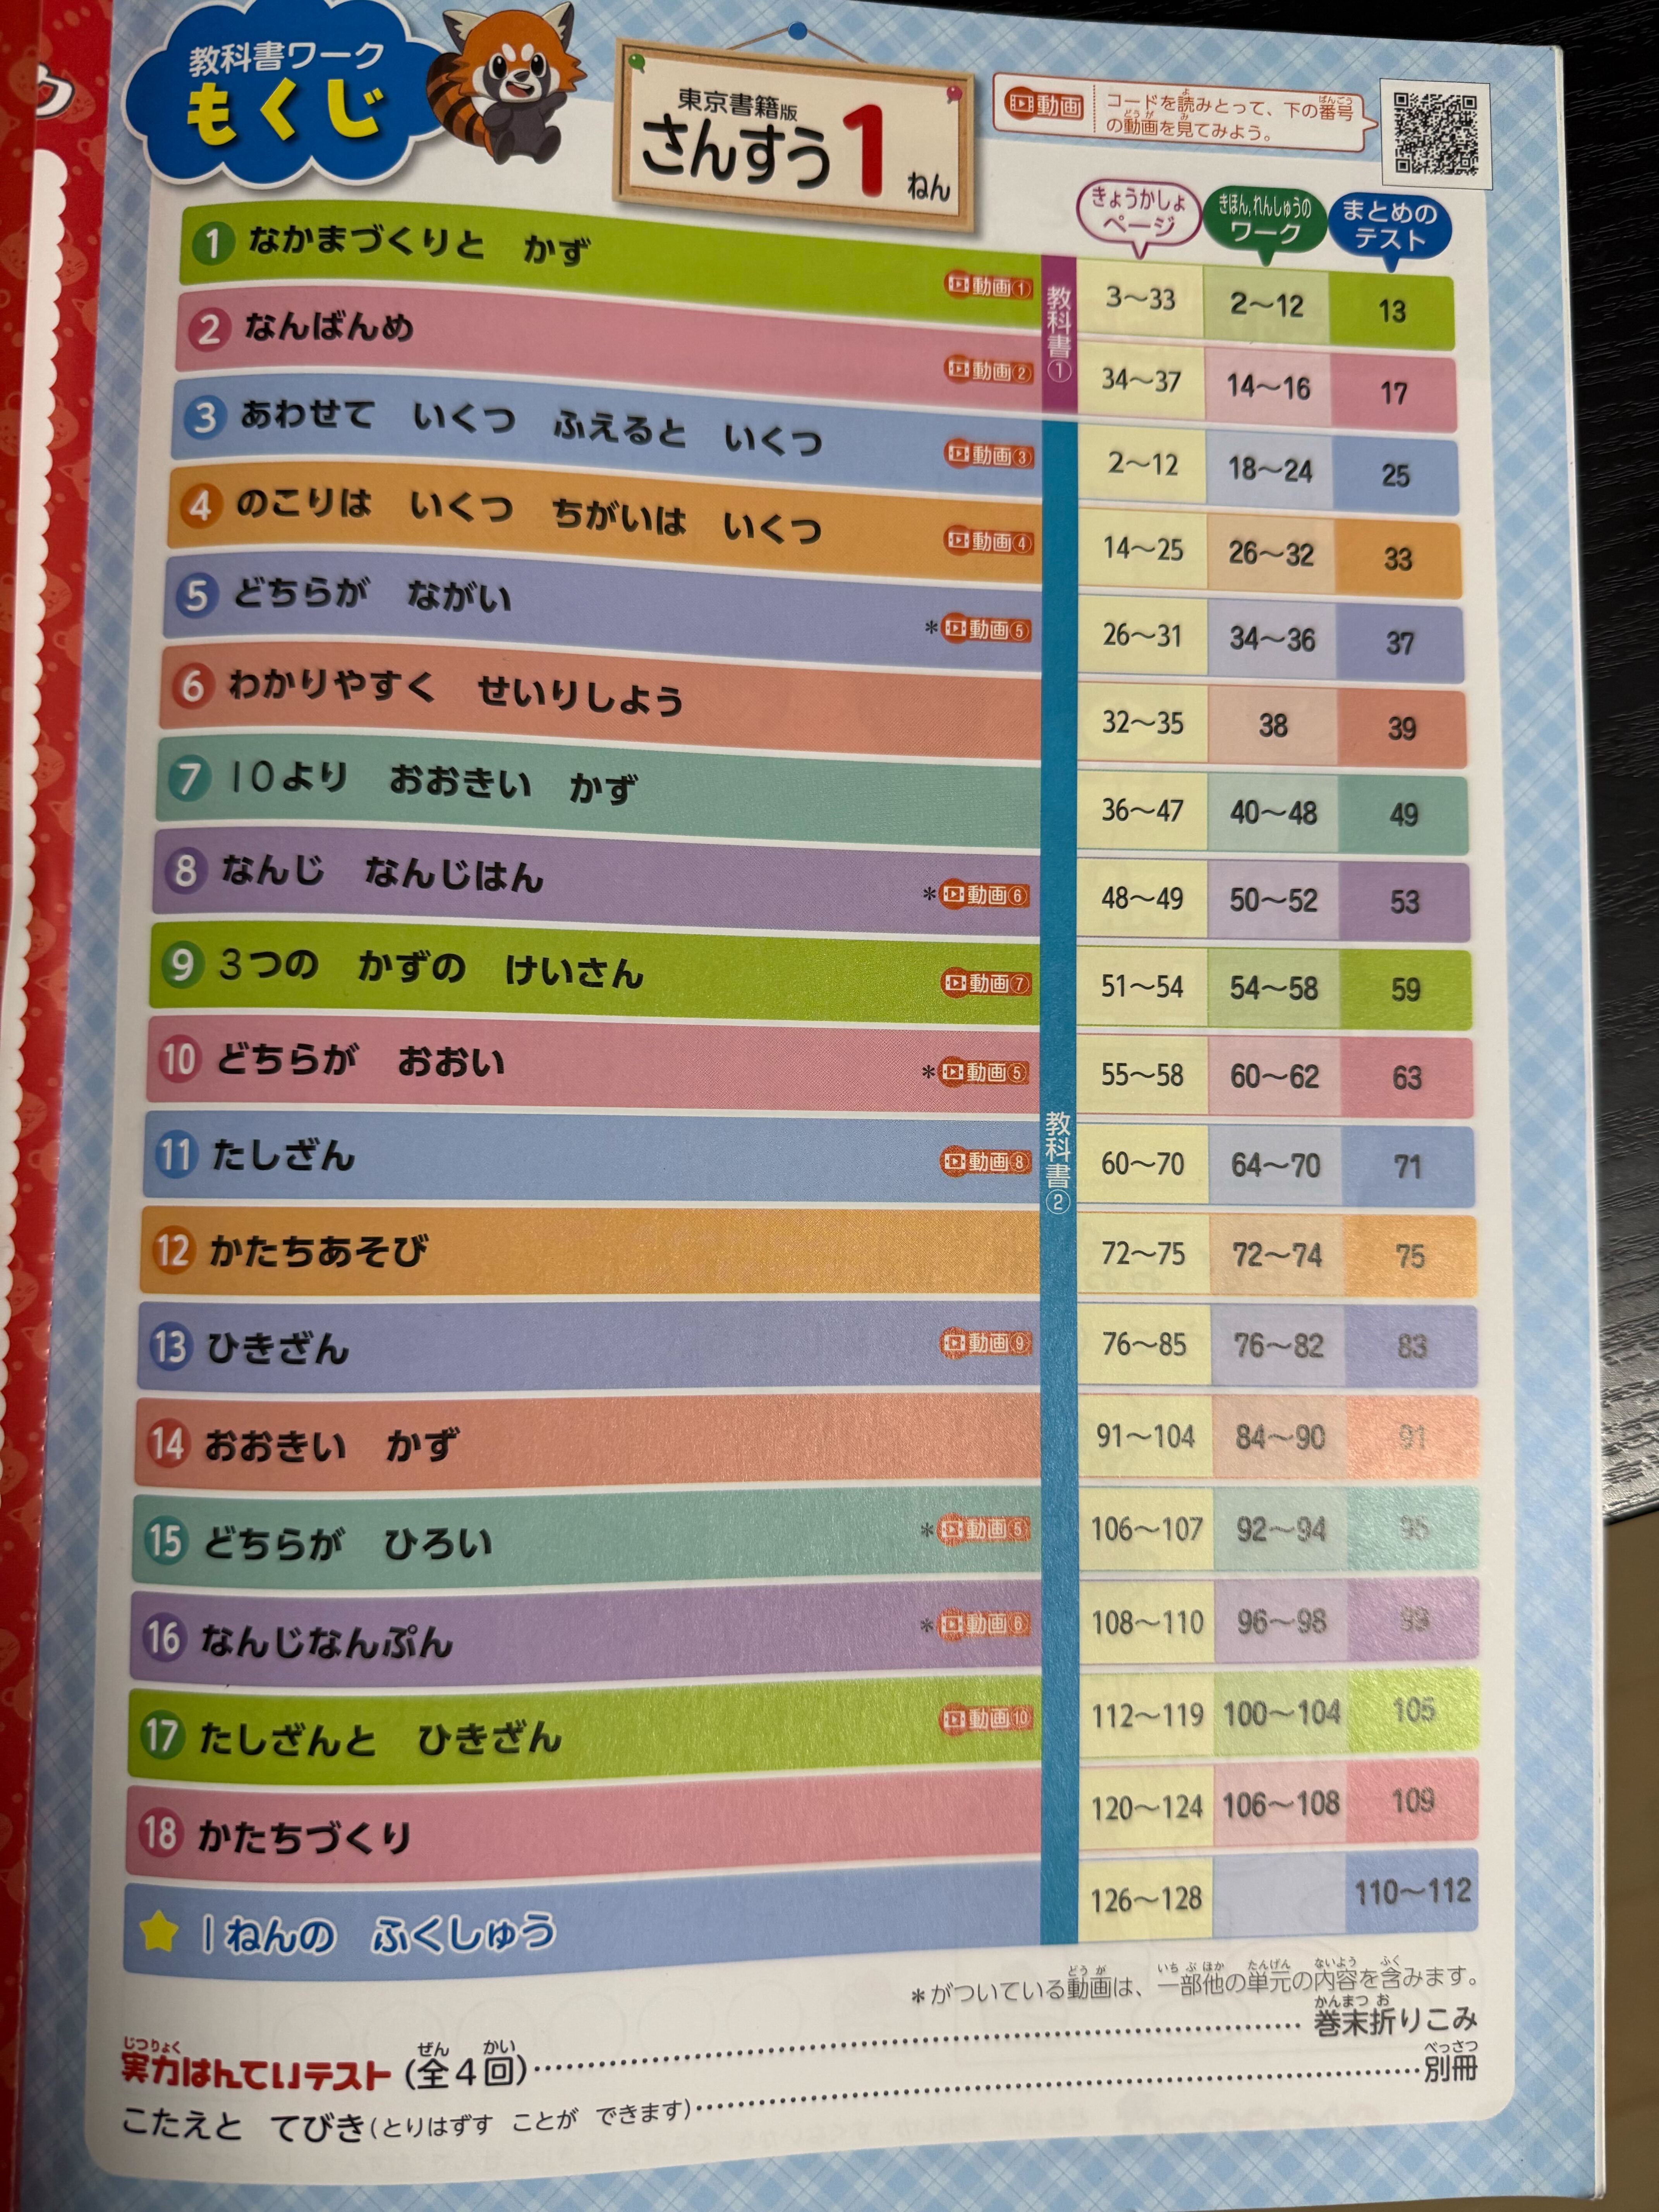 ク
教科書ワーク
もくじ
東京書籍版
さんすう1ねん
動画 コードを読みとって、下の番号
の動画を見てみよう。
きょうかしょ ページ きほん,れんしゅうの ワーク まとめの テスト
教科書①
1 なかまづくりと かず 動画① 3〜33 2〜12 13
2 なんばんめ 動画② 34〜37 14〜16 17
教科書②
3 あわせて いくつ ふえると いくつ 動画③ 2〜12 18〜24 25
4 のこりは いくつ ちがいは いくつ 動画④ 14〜25 26〜32 33
5 どちらが ながい *動画⑤ 26〜31 34〜36 37
6 わかりやすく せいりしよう 32〜35 38 39
7 10より おおきい かず 36〜47 40〜48 49
8 なんじ なんじはん *動画⑥ 48〜49 50〜52 53
9 3つの かずの けいさん 動画⑦ 51〜54 54〜58 59
10 どちらが おおい *動画⑤ 55〜58 60〜62 63
11 たしざん 動画⑧ 60〜70 64〜70 71
12 かたちあそび 72〜75 72〜74 75
13 ひきざん 動画⑨ 76〜85 76〜82 83
14 おおきい かず 91〜104 84〜90 91
15 どちらが ひろい *動画⑤ 106〜107 92〜94 95
16 なんじなんぷん *動画⑥ 108〜110 96〜98 99
17 たしざんと ひきざん 動画⑩ 112〜119 100〜104 105
18 かたちづくり 120〜124 106〜108 109
★ 1ねんの ふくしゅう 126〜128 110〜112
*がついている動画は、一部他の単元の内容を含みます。
実力はんていテスト(全4回)…… 巻末折りこみ
こたえと てびき(とりはずす ことが できます)…… 別冊